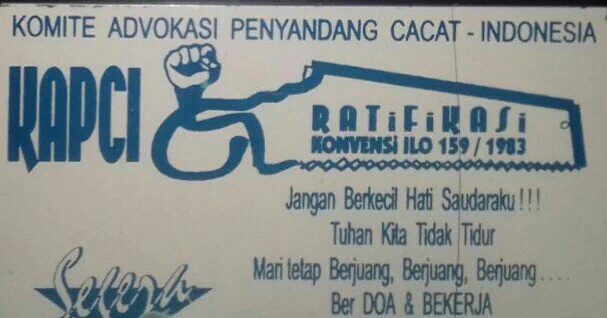 KOMITE ADVOKASI PENYANDANG CACAT - INDONESIA
KAPCI
RATiFiKASi
KONVENSi ILO 159 / 1983
Jangan Berkecil Hati Saudaraku ! ! !
Tuhan Kita Tidak Tidur
Mari tetap Berjuang, Berjuang, Berjuang . . . .
Ber DOA & BEKERJA